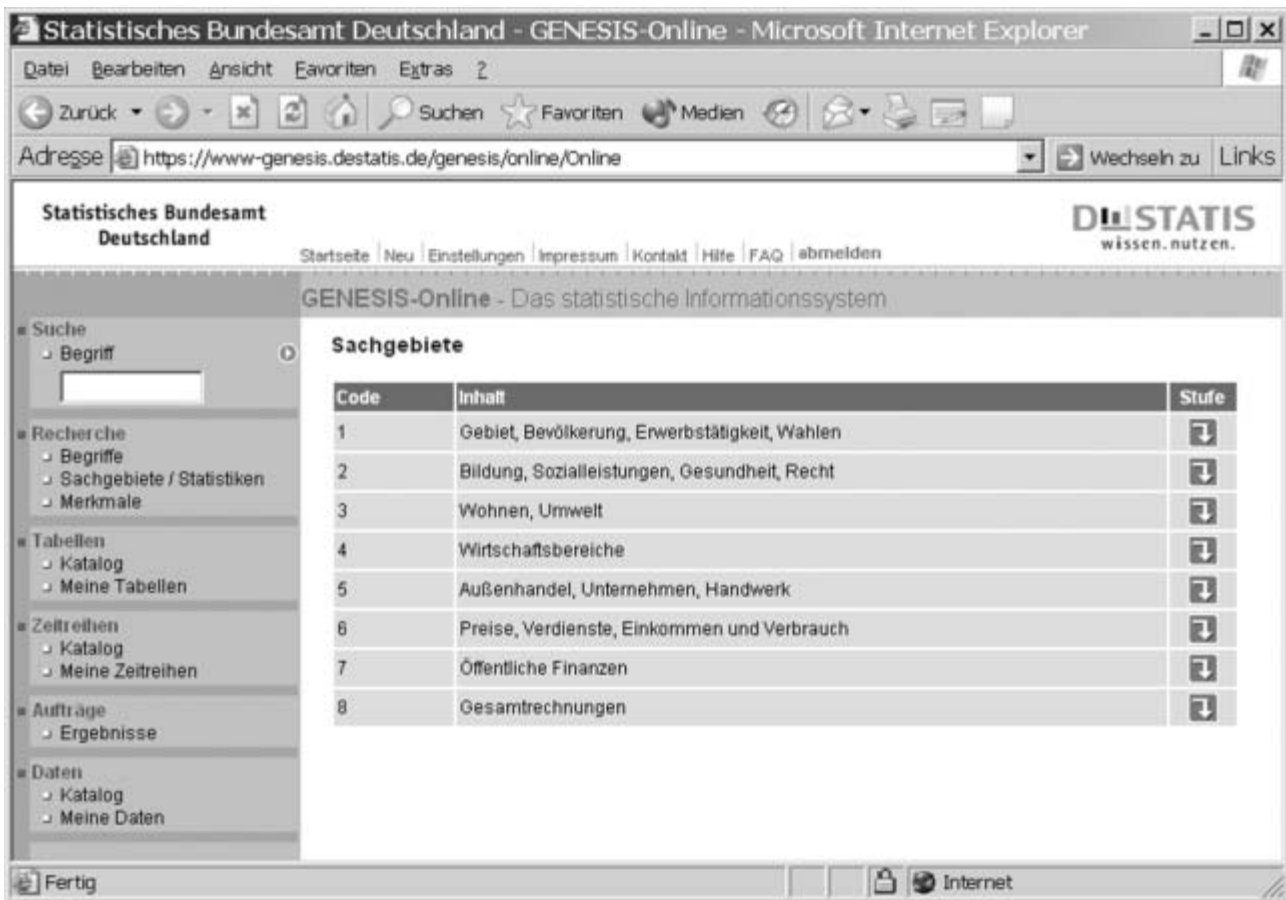 Statistisches Bundesamt Deutschland - GENESIS-Online - Microsoft Internet Explorer
Datei Bearbeiten Ansicht Favoriten Extras ?
Zurück Suchen Favoriten Medien
Adresse https://www-genesis.destatis.de/genesis/online/Online Wechseln zu Links
Statistisches Bundesamt
Deutschland
DESTATIS
wissen.nutzen.
Startseite Neu Einstellungen Impressum Kontakt Hilfe FAQ abmelden
GENESIS-Online - Das statistische Informationssystem
Suche
Begriff
Recherche
Begriffe
Sachgebiete / Statistiken
Merkmale
Tabellen
Katalog
Meine Tabellen
Zeitreihen
Katalog
Meine Zeitreihen
Aufträge
Ergebnisse
Daten
Katalog
Meine Daten
Sachgebiete
Code Inhalt Stufe
1 Gebiet, Bevölkerung, Erwerbstätigkeit, Wahlen
2 Bildung, Sozialleistungen, Gesundheit, Recht
3 Wohnen, Umwelt
4 Wirtschaftsbereiche
5 Außenhandel, Unternehmen, Handwerk
6 Preise, Verdienste, Einkommen und Verbrauch
7 Öffentliche Finanzen
8 Gesamtrechnungen
Fertig Internet